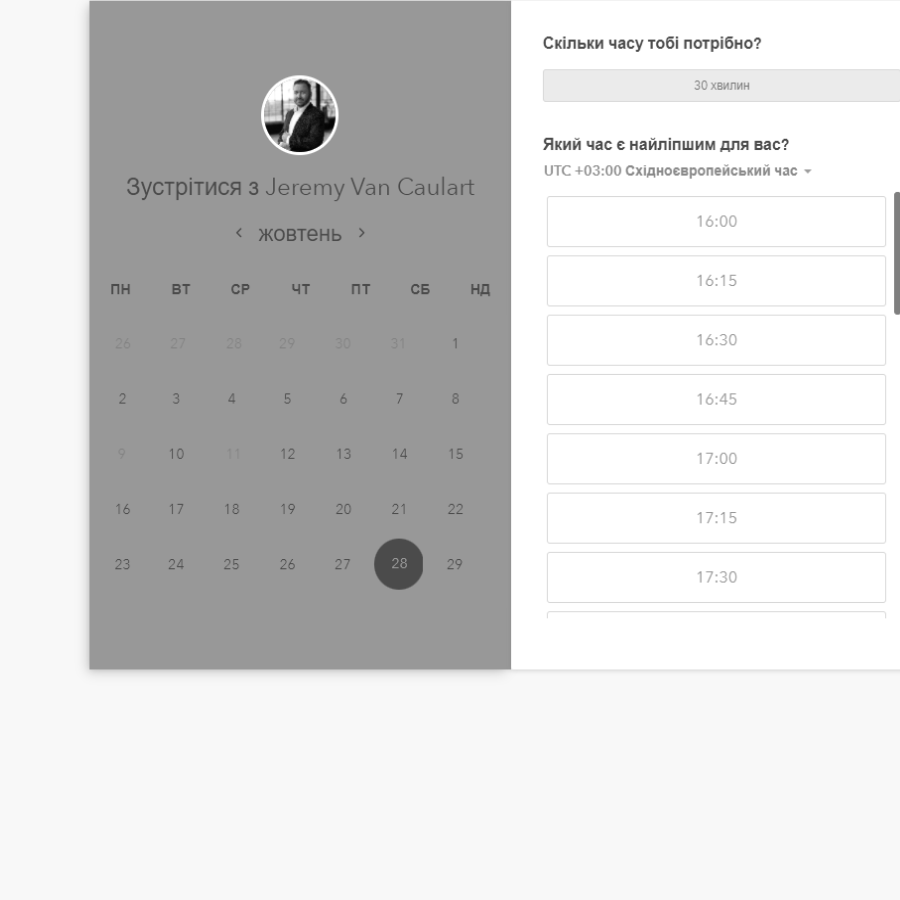 Зустрітися з Jeremy Van Caulart
жовтень
ПН ВТ СР ЧТ ПТ СБ НД
26 27 28 29 30 31 1
2 3 4 5 6 7 8
9 10 11 12 13 14 15
16 17 18 19 20 21 22
23 24 25 26 27 28 29
Скільки часу тобі потрібно?
30 хвилин
Який час є найліпшим для вас?
UTC +03:00 Східноєвропейський час
16:00
16:15
16:30
16:45
17:00
17:15
17:30